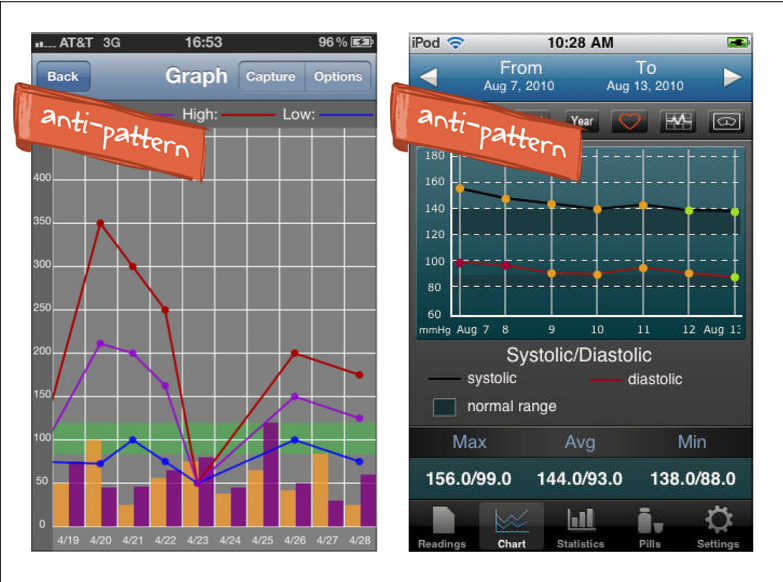 AT&T 3G 16:53 96%
Back Graph Capture Options
anti-pattern
High: Low:
400
350
300
250
200
150
100
50
0
4/19 4/20 4/21 4/22 4/23 4/24 4/25 4/26 4/27 4/28
iPod 10:28 AM
From To
Aug 7, 2010 Aug 13, 2010
anti-pattern
Year
180
160
140
120
100
80
60
mmHg Aug 7 8 9 10 11 12 Aug 13
Systolic/Diastolic
systolic diastolic
normal range
Max Avg Min
156.0/99.0 144.0/93.0 138.0/88.0
Readings Chart Statistics Pills Settings